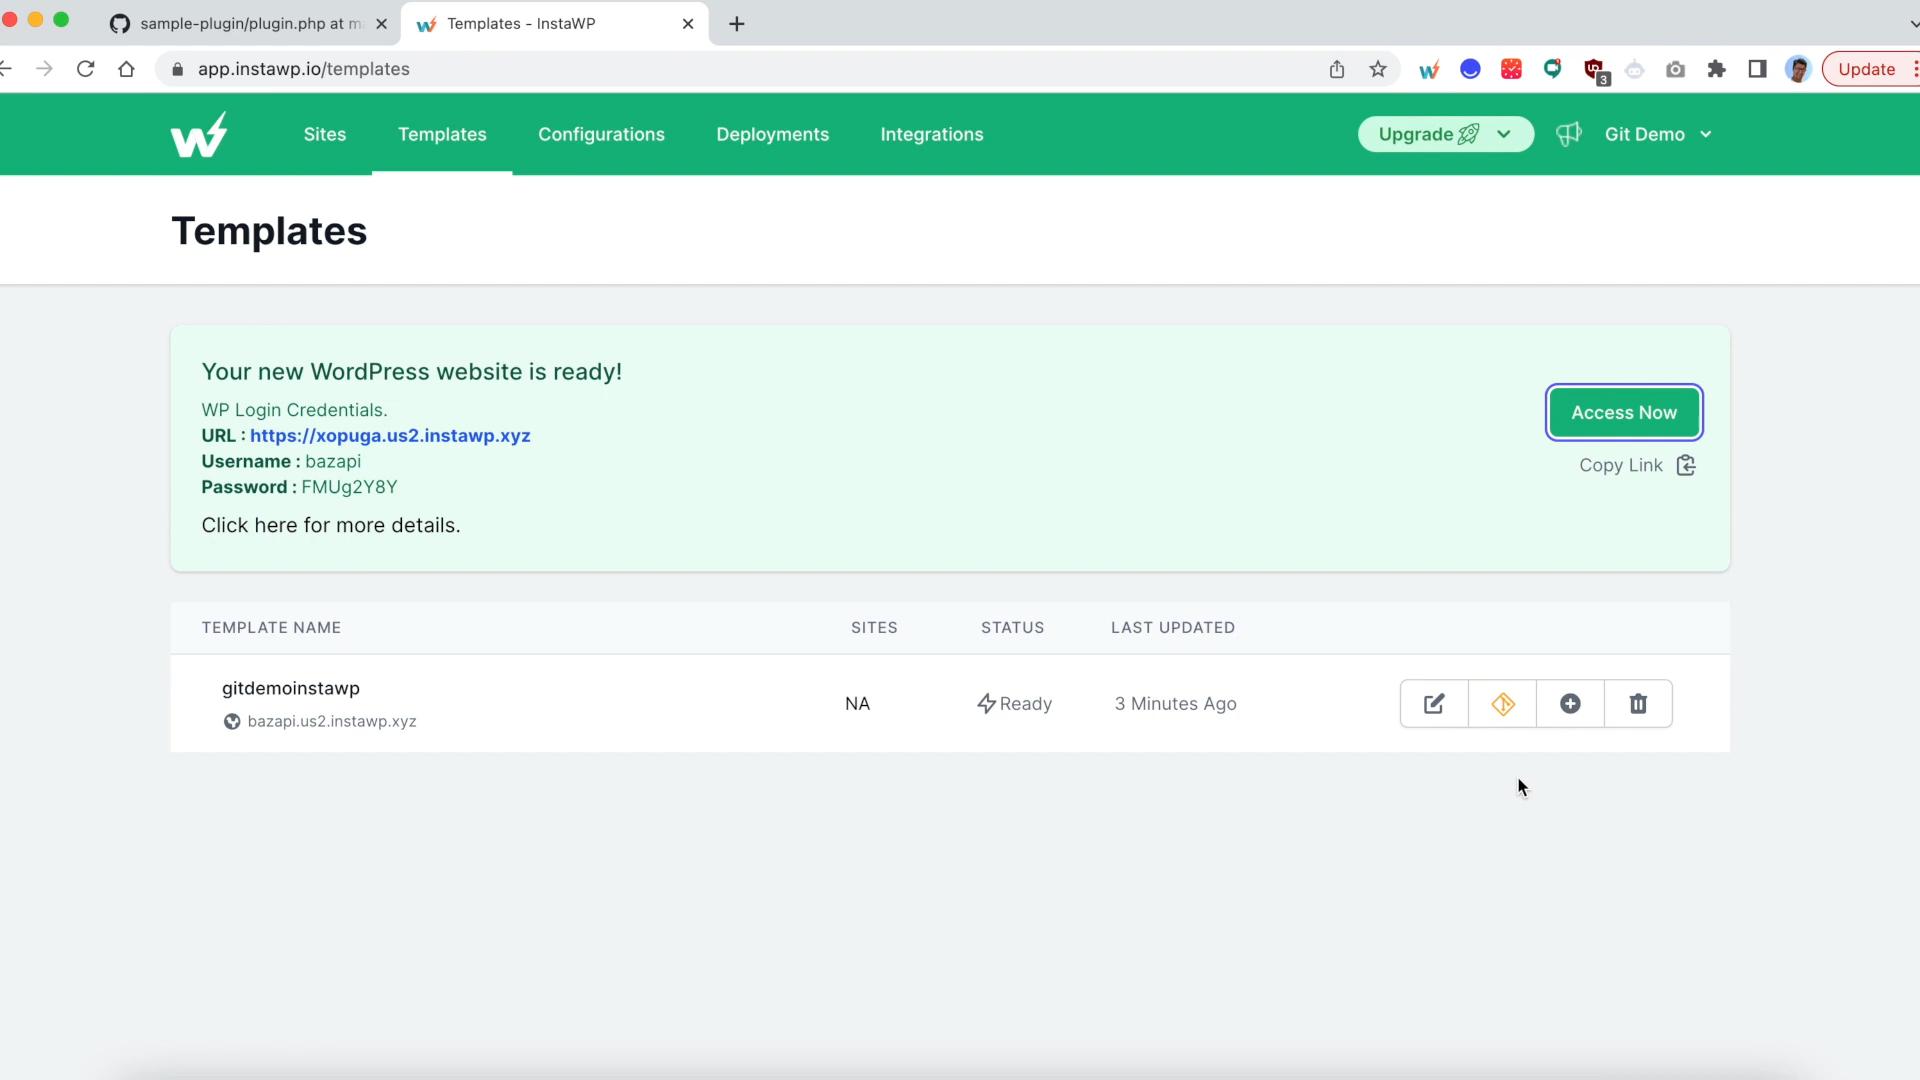 sample-plugin/plugin.php at m
Templates - InstaWP
app.instawp.io/templates
3
Update
Sites
Templates
Configurations
Deployments
Integrations
Upgrade
Git Demo
Templates
Your new WordPress website is ready!
WP Login Credentials.
URL : https://xopuga.us2.instawp.xyz
Username : bazapi
Password : FMUg2Y8Y
Click here for more details.
Access Now
Copy Link
TEMPLATE NAME
SITES
STATUS
LAST UPDATED
gitdemoinstawp
bazapi.us2.instawp.xyz
NA
Ready
3 Minutes Ago